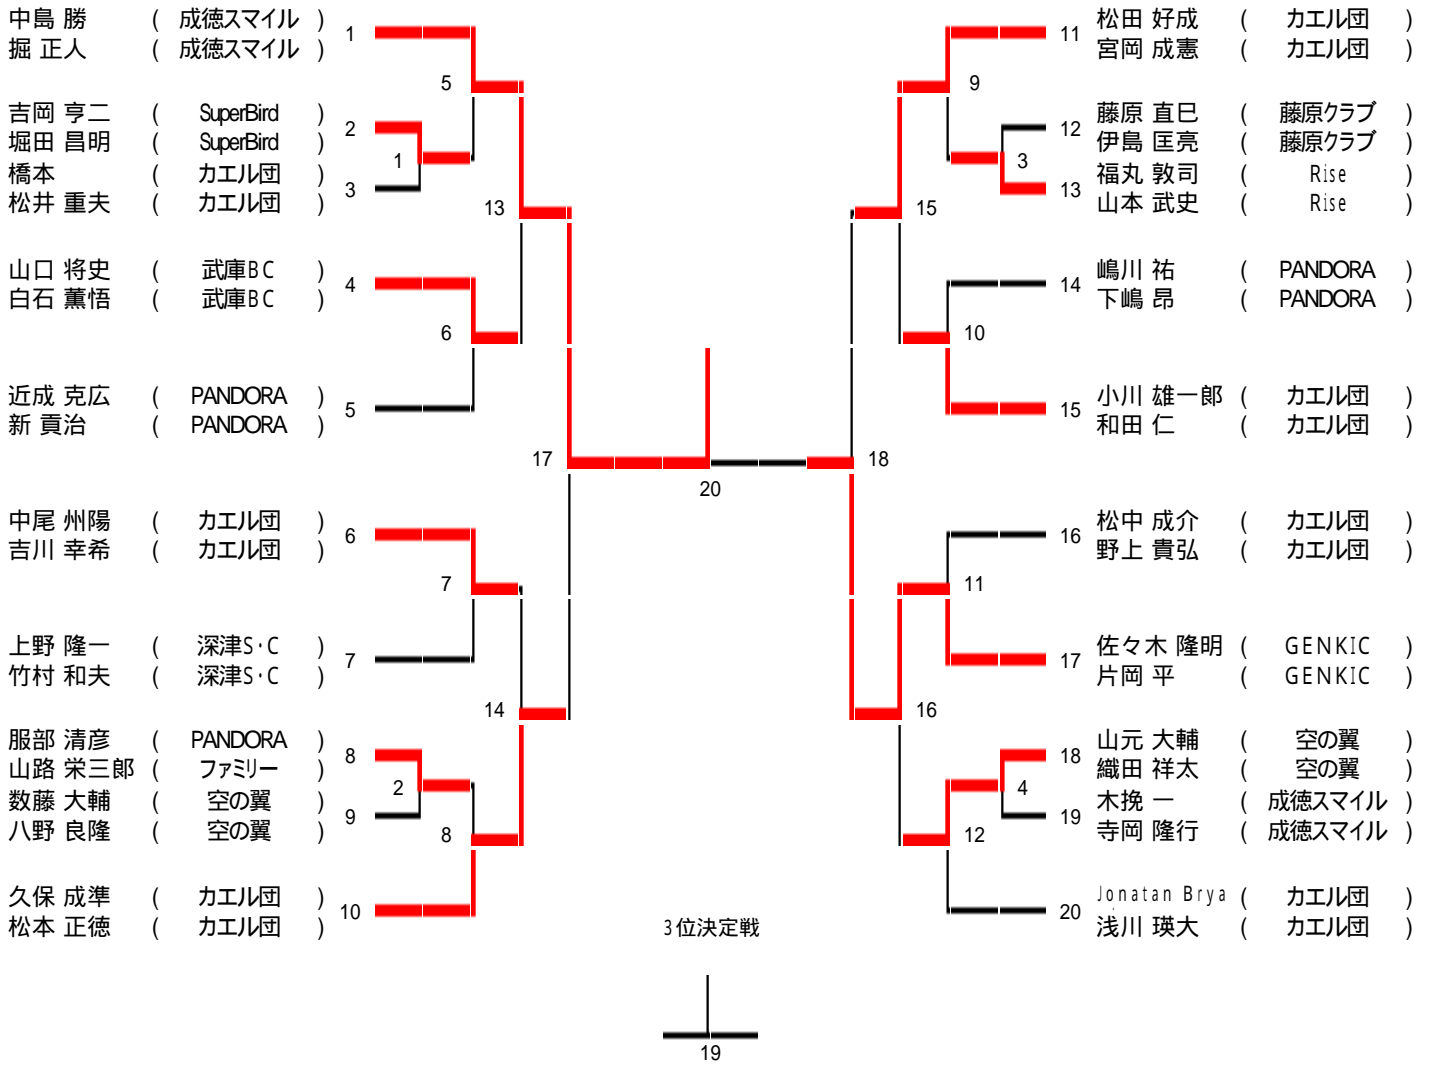 中島 勝 ( 成徳スマイル ) 1
掘 正人 ( 成徳スマイル )
5
吉岡 亨二 ( SuperBird ) 2
堀田 昌明 ( SuperBird )
1
橋本 ( カエル団 ) 3
松井 重夫 ( カエル団 )
13
山口 将史 ( 武庫BC ) 4
白石 薫悟 ( 武庫BC )
6
近成 克広 ( PANDORA ) 5
新 貢治 ( PANDORA )
17
中尾 州陽 ( カエル団 ) 6
吉川 幸希 ( カエル団 )
7
上野 隆一 ( 深津S・C ) 7
竹村 和夫 ( 深津S・C )
14
服部 清彦 ( PANDORA ) 8
山路 栄三郎 ( ファミリー )
2
数藤 大輔 ( 空の翼 ) 9
八野 良隆 ( 空の翼 )
8
久保 成準 ( カエル団 ) 10
松本 正徳 ( カエル団 )
20
11 松田 好成 ( カエル団 )
宮岡 成憲 ( カエル団 )
9
12 藤原 直巳 ( 藤原クラブ )
伊島 匡亮 ( 藤原クラブ )
3
13 福丸 敦司 ( Rise )
山本 武史 ( Rise )
15
14 嶋川 祐 ( PANDORA )
下嶋 昂 ( PANDORA )
10
15 小川 雄一郎 ( カエル団 )
和田 仁 ( カエル団 )
18
16 松中 成介 ( カエル団 )
野上 貴弘 ( カエル団 )
11
17 佐々木 隆明 ( GENKIC )
片岡 平 ( GENKIC )
16
18 山元 大輔 ( 空の翼 )
織田 祥太 ( 空の翼 )
4
19 木挽 一 ( 成徳スマイル )
寺岡 隆行 ( 成徳スマイル )
12
20 Jonatan Brya ( カエル団 )
浅川 瑛大 ( カエル団 )
3位決定戦
19